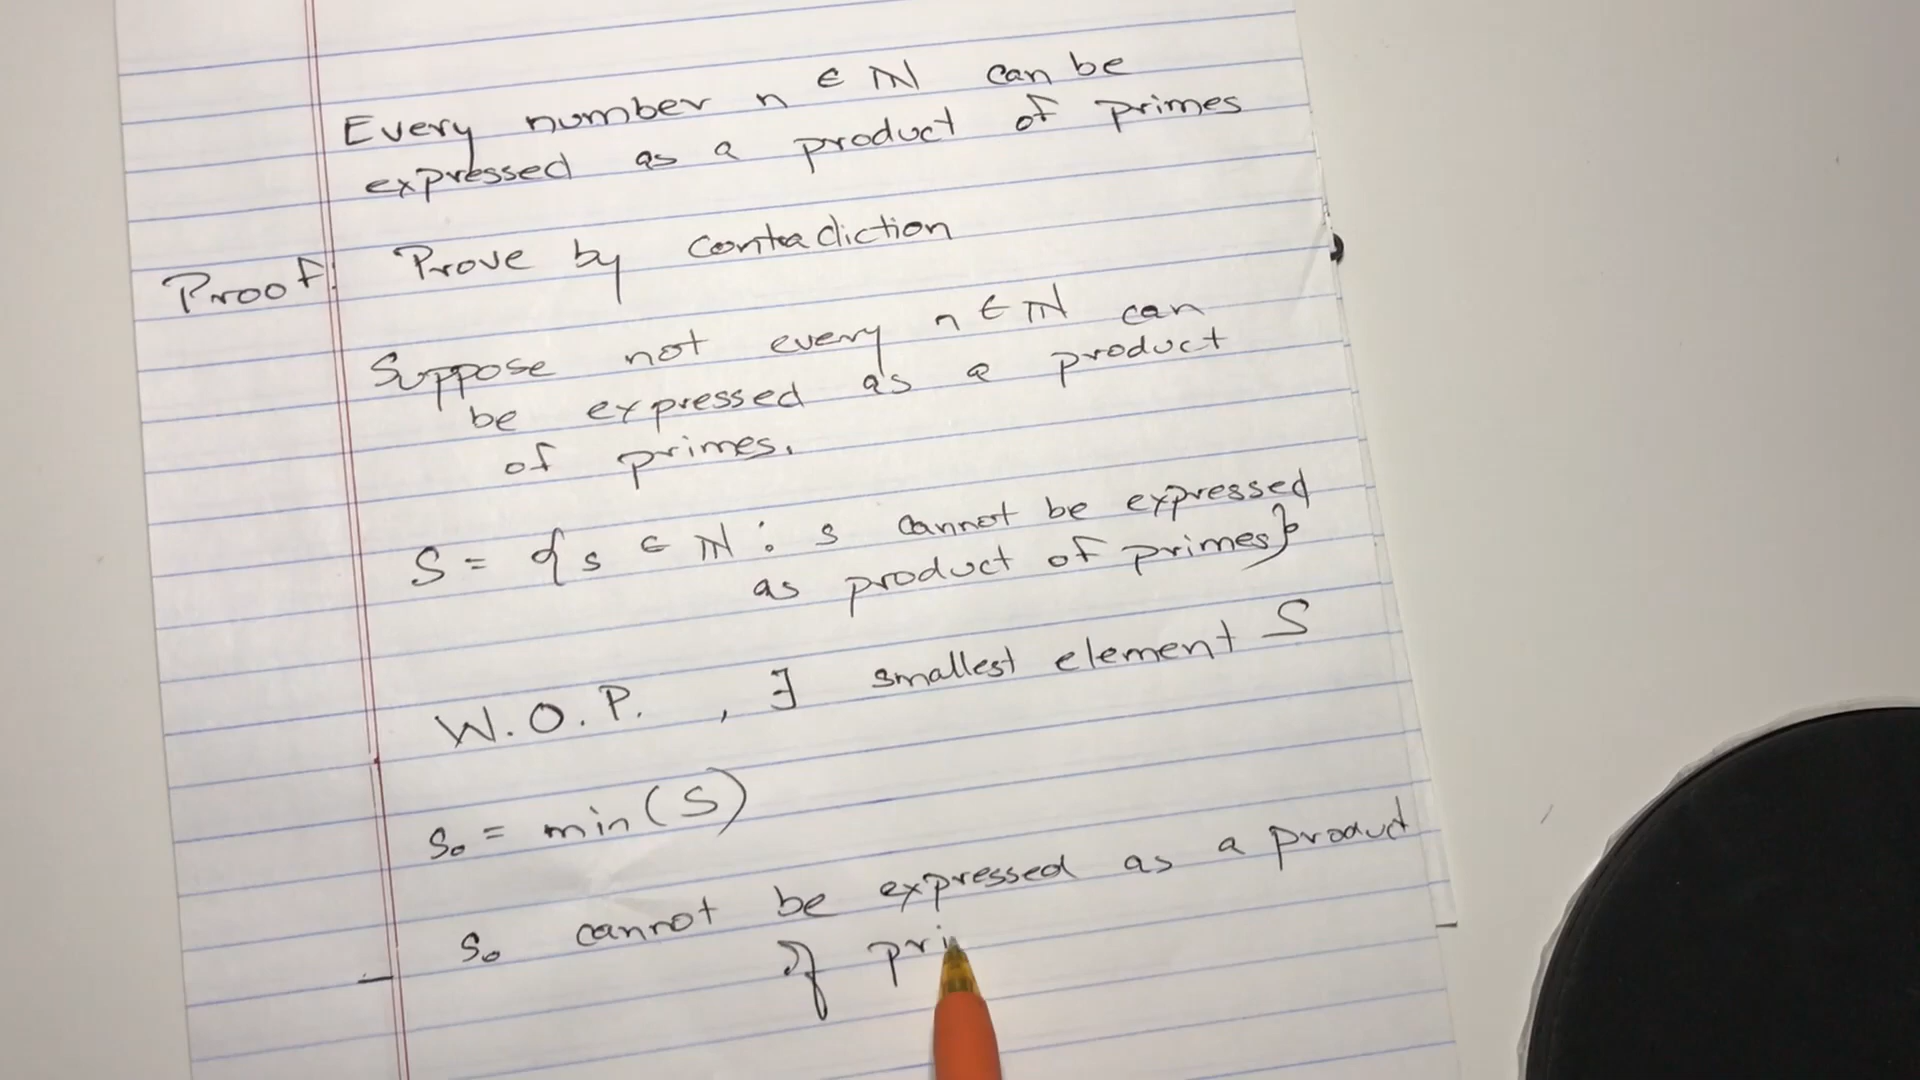 Every number n ∈ ℕ can be
expressed as a product of primes
Proof: Prove by contradiction
Suppose not every n ∈ ℕ can
be expressed as a product
of primes.
S = {s ∈ ℕ : s cannot be expressed
as product of primes}
W.O.P. , ∃ smallest element S
s₀ = min(S)
s₀ cannot be expressed as a product
of pri